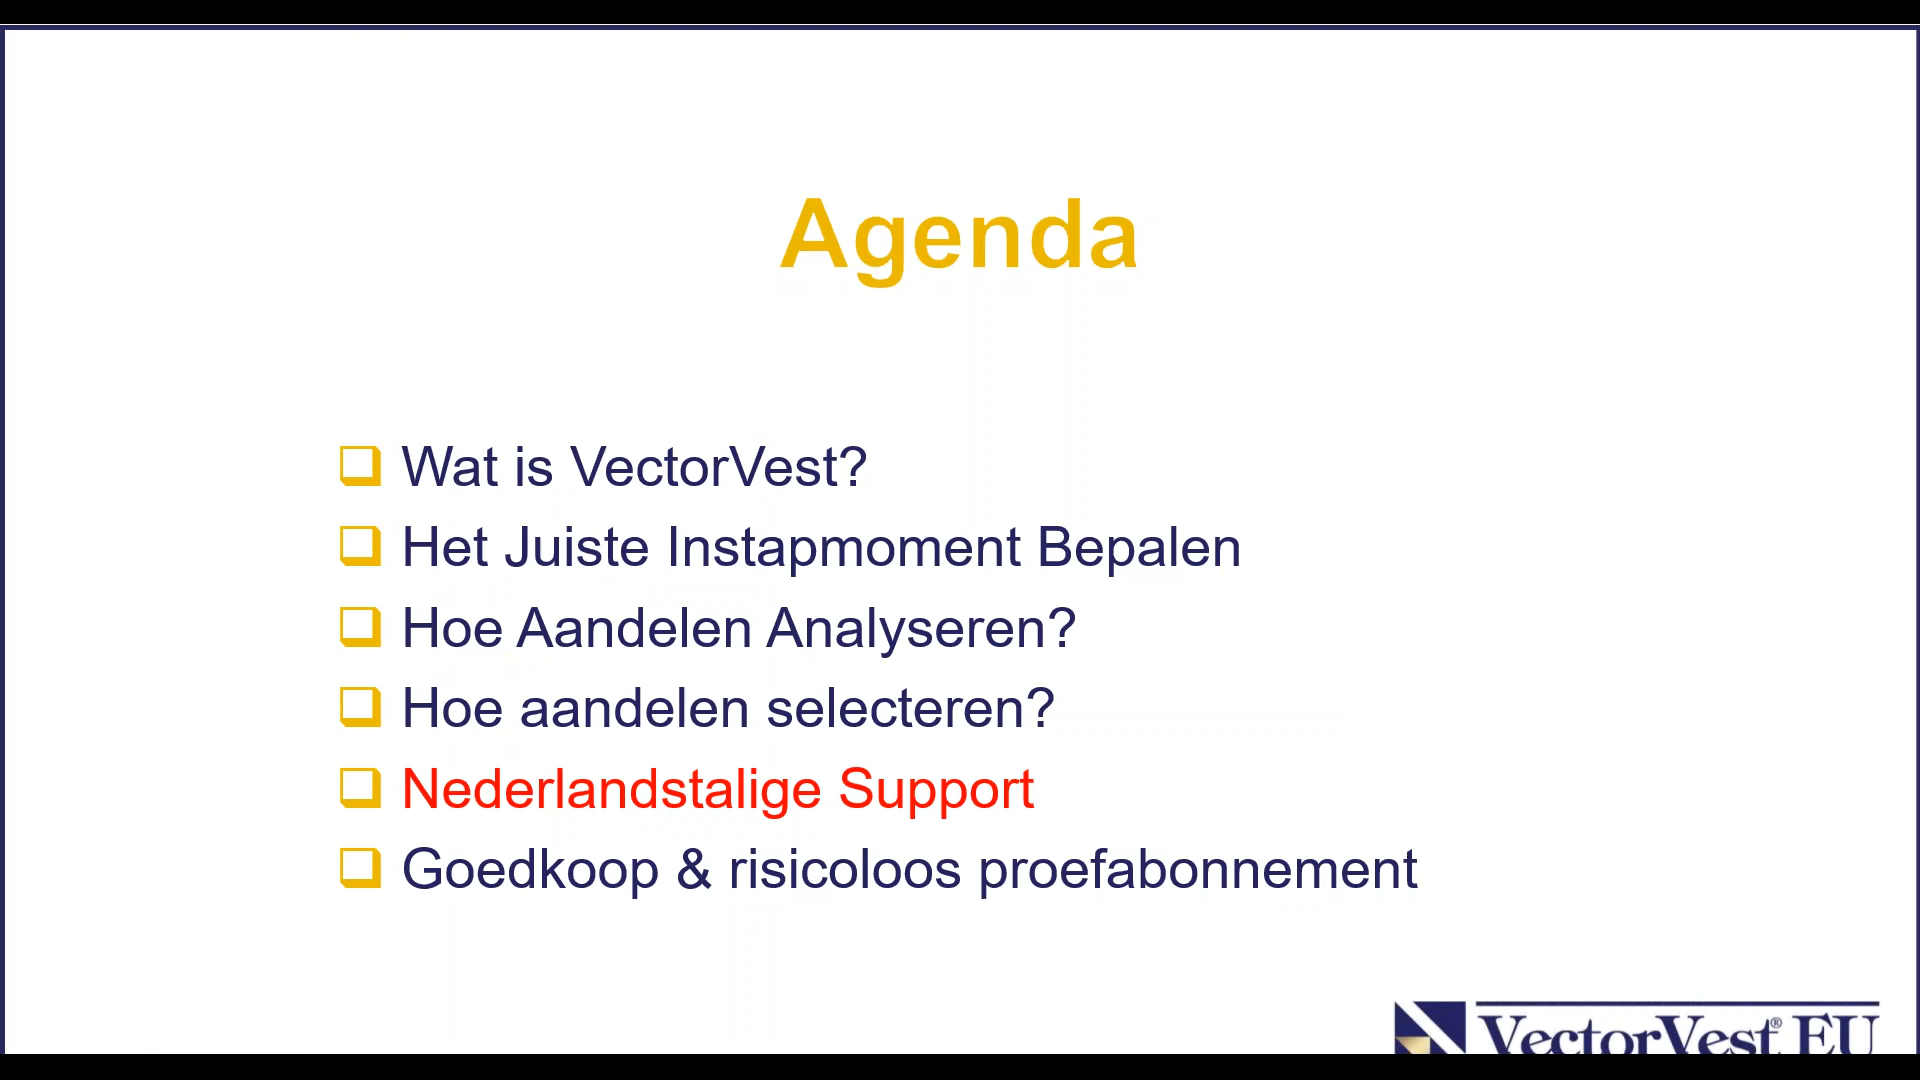 Agenda
Wat is VectorVest?
Het Juiste Instapmoment Bepalen
Hoe Aandelen Analyseren?
Hoe aandelen selecteren?
Nederlandstalige Support
Goedkoop & risicoloos proefabonnement
VectorVest® EU